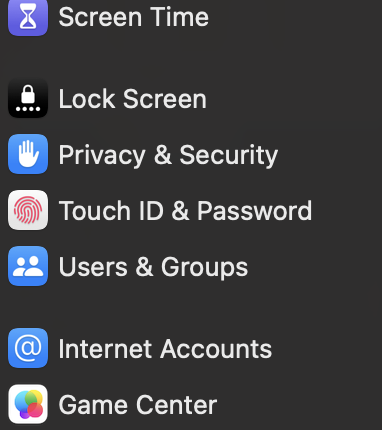 Screen Time
Lock Screen
Privacy & Security
Touch ID & Password
Users & Groups
@ Internet Accounts
Game Center